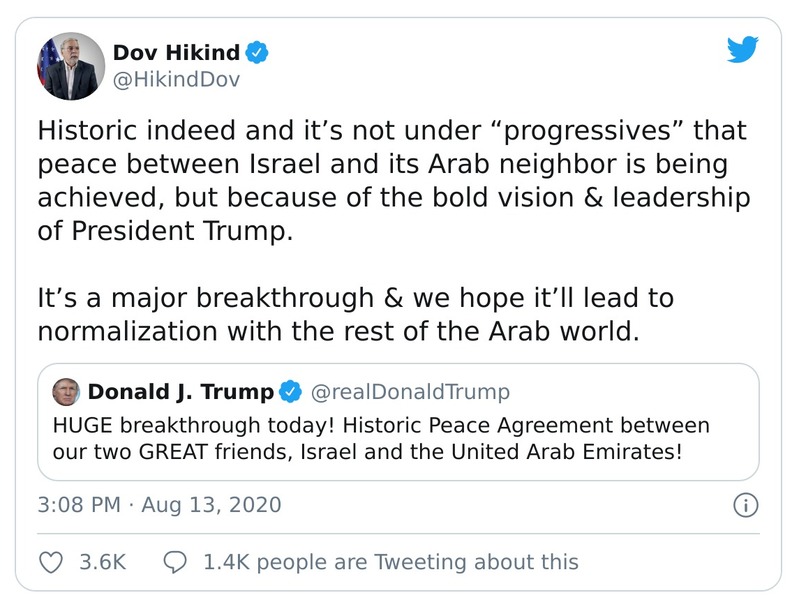 Dov Hikind
@HikindDov
Historic indeed and it’s not under “progressives” that
peace between Israel and its Arab neighbor is being
achieved, but because of the bold vision & leadership
of President Trump.
It’s a major breakthrough & we hope it’ll lead to
normalization with the rest of the Arab world.
Donald J. Trump @realDonaldTrump
HUGE breakthrough today! Historic Peace Agreement between
our two GREAT friends, Israel and the United Arab Emirates!
3:08 PM · Aug 13, 2020
3.6K 1.4K people are Tweeting about this